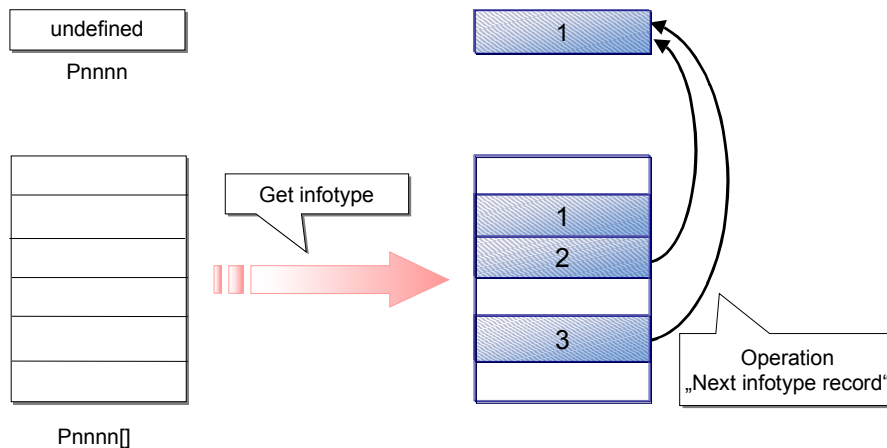 undefined
Pnnnn
1
Get infotype
1
2
3
Operation
„Next infotype record“
Pnnnn[]